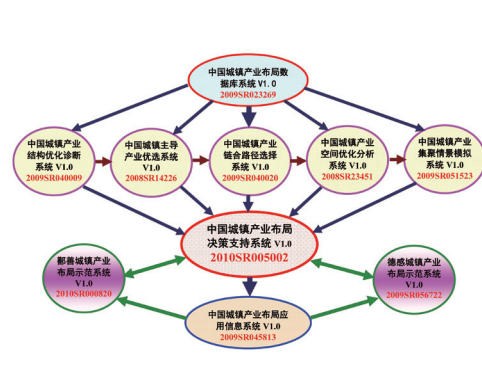 中国城镇产业布局数
据库系统 V1.0
2009SR023269
中国城镇产业
结构优化诊断
系统 V1.0
2009SR040009
中国城镇主导
产业优选系统
V1.0
2008SR14226
中国城镇产业
链合路径选择
系统 V1.0
2009SR040020
中国城镇产业
空间优化分析
系统 V1.0
2008SR23451
中国城镇产业
集聚情景模拟
系统 V1.0
2009SR051523
中国城镇产业布局
决策支持系统 V1.0
2010SR005002
鄯善城镇产业
布局示范系统
V1.0
2010SR000820
德感城镇产业
布局示范系统
V1.0
2009SR056722
中国城镇产业布局应
用信息系统 V1.0
2009SR045813